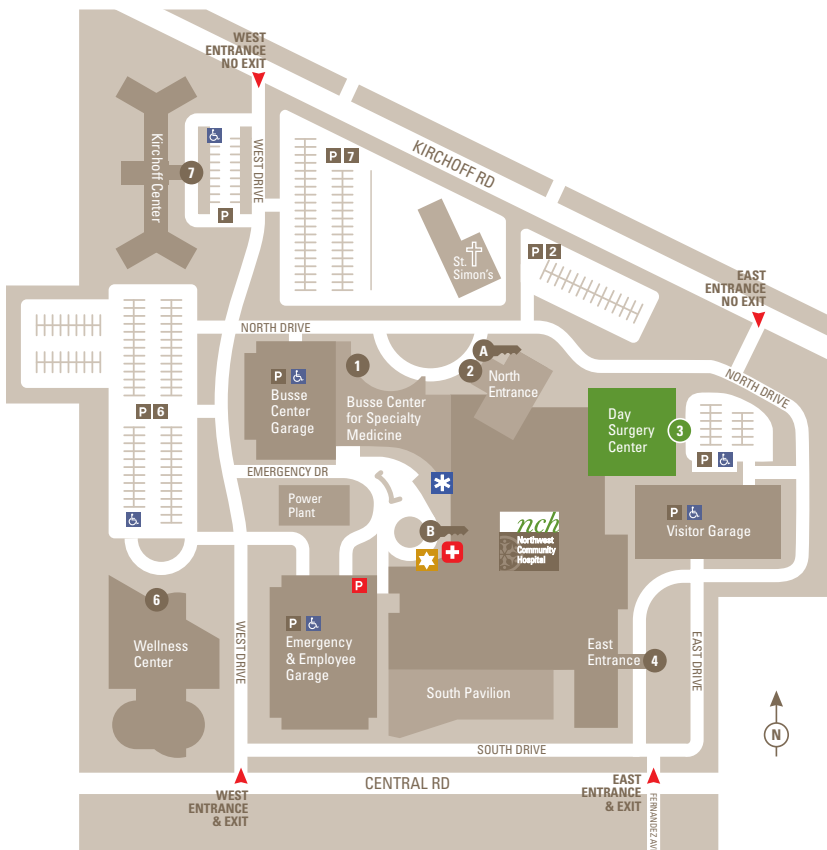 WEST
ENTRANCE
NO EXIT
KIRCHOFF RD
Kirchoff Center
7
WEST DRIVE
P
P 7
St.
Simon's
P 2
EAST
ENTRANCE
NO EXIT
NORTH DRIVE
A
1
2
North
Entrance
P
Busse
Center
Garage
Busse Center
for Specialty
Medicine
Day
Surgery
Center
3
NORTH DRIVE
P
P 6
EMERGENCY DR
Power
Plant
B
nch
Northwest
Community
Hospital
P
Visitor Garage
P
6
Wellness
Center
WEST DRIVE
P
Emergency
& Employee
Garage
East
Entrance
4
EAST DRIVE
South Pavilion
SOUTH DRIVE
N
CENTRAL RD
WEST
ENTRANCE
& EXIT
EAST
ENTRANCE
& EXIT
FERNANDEZ AV